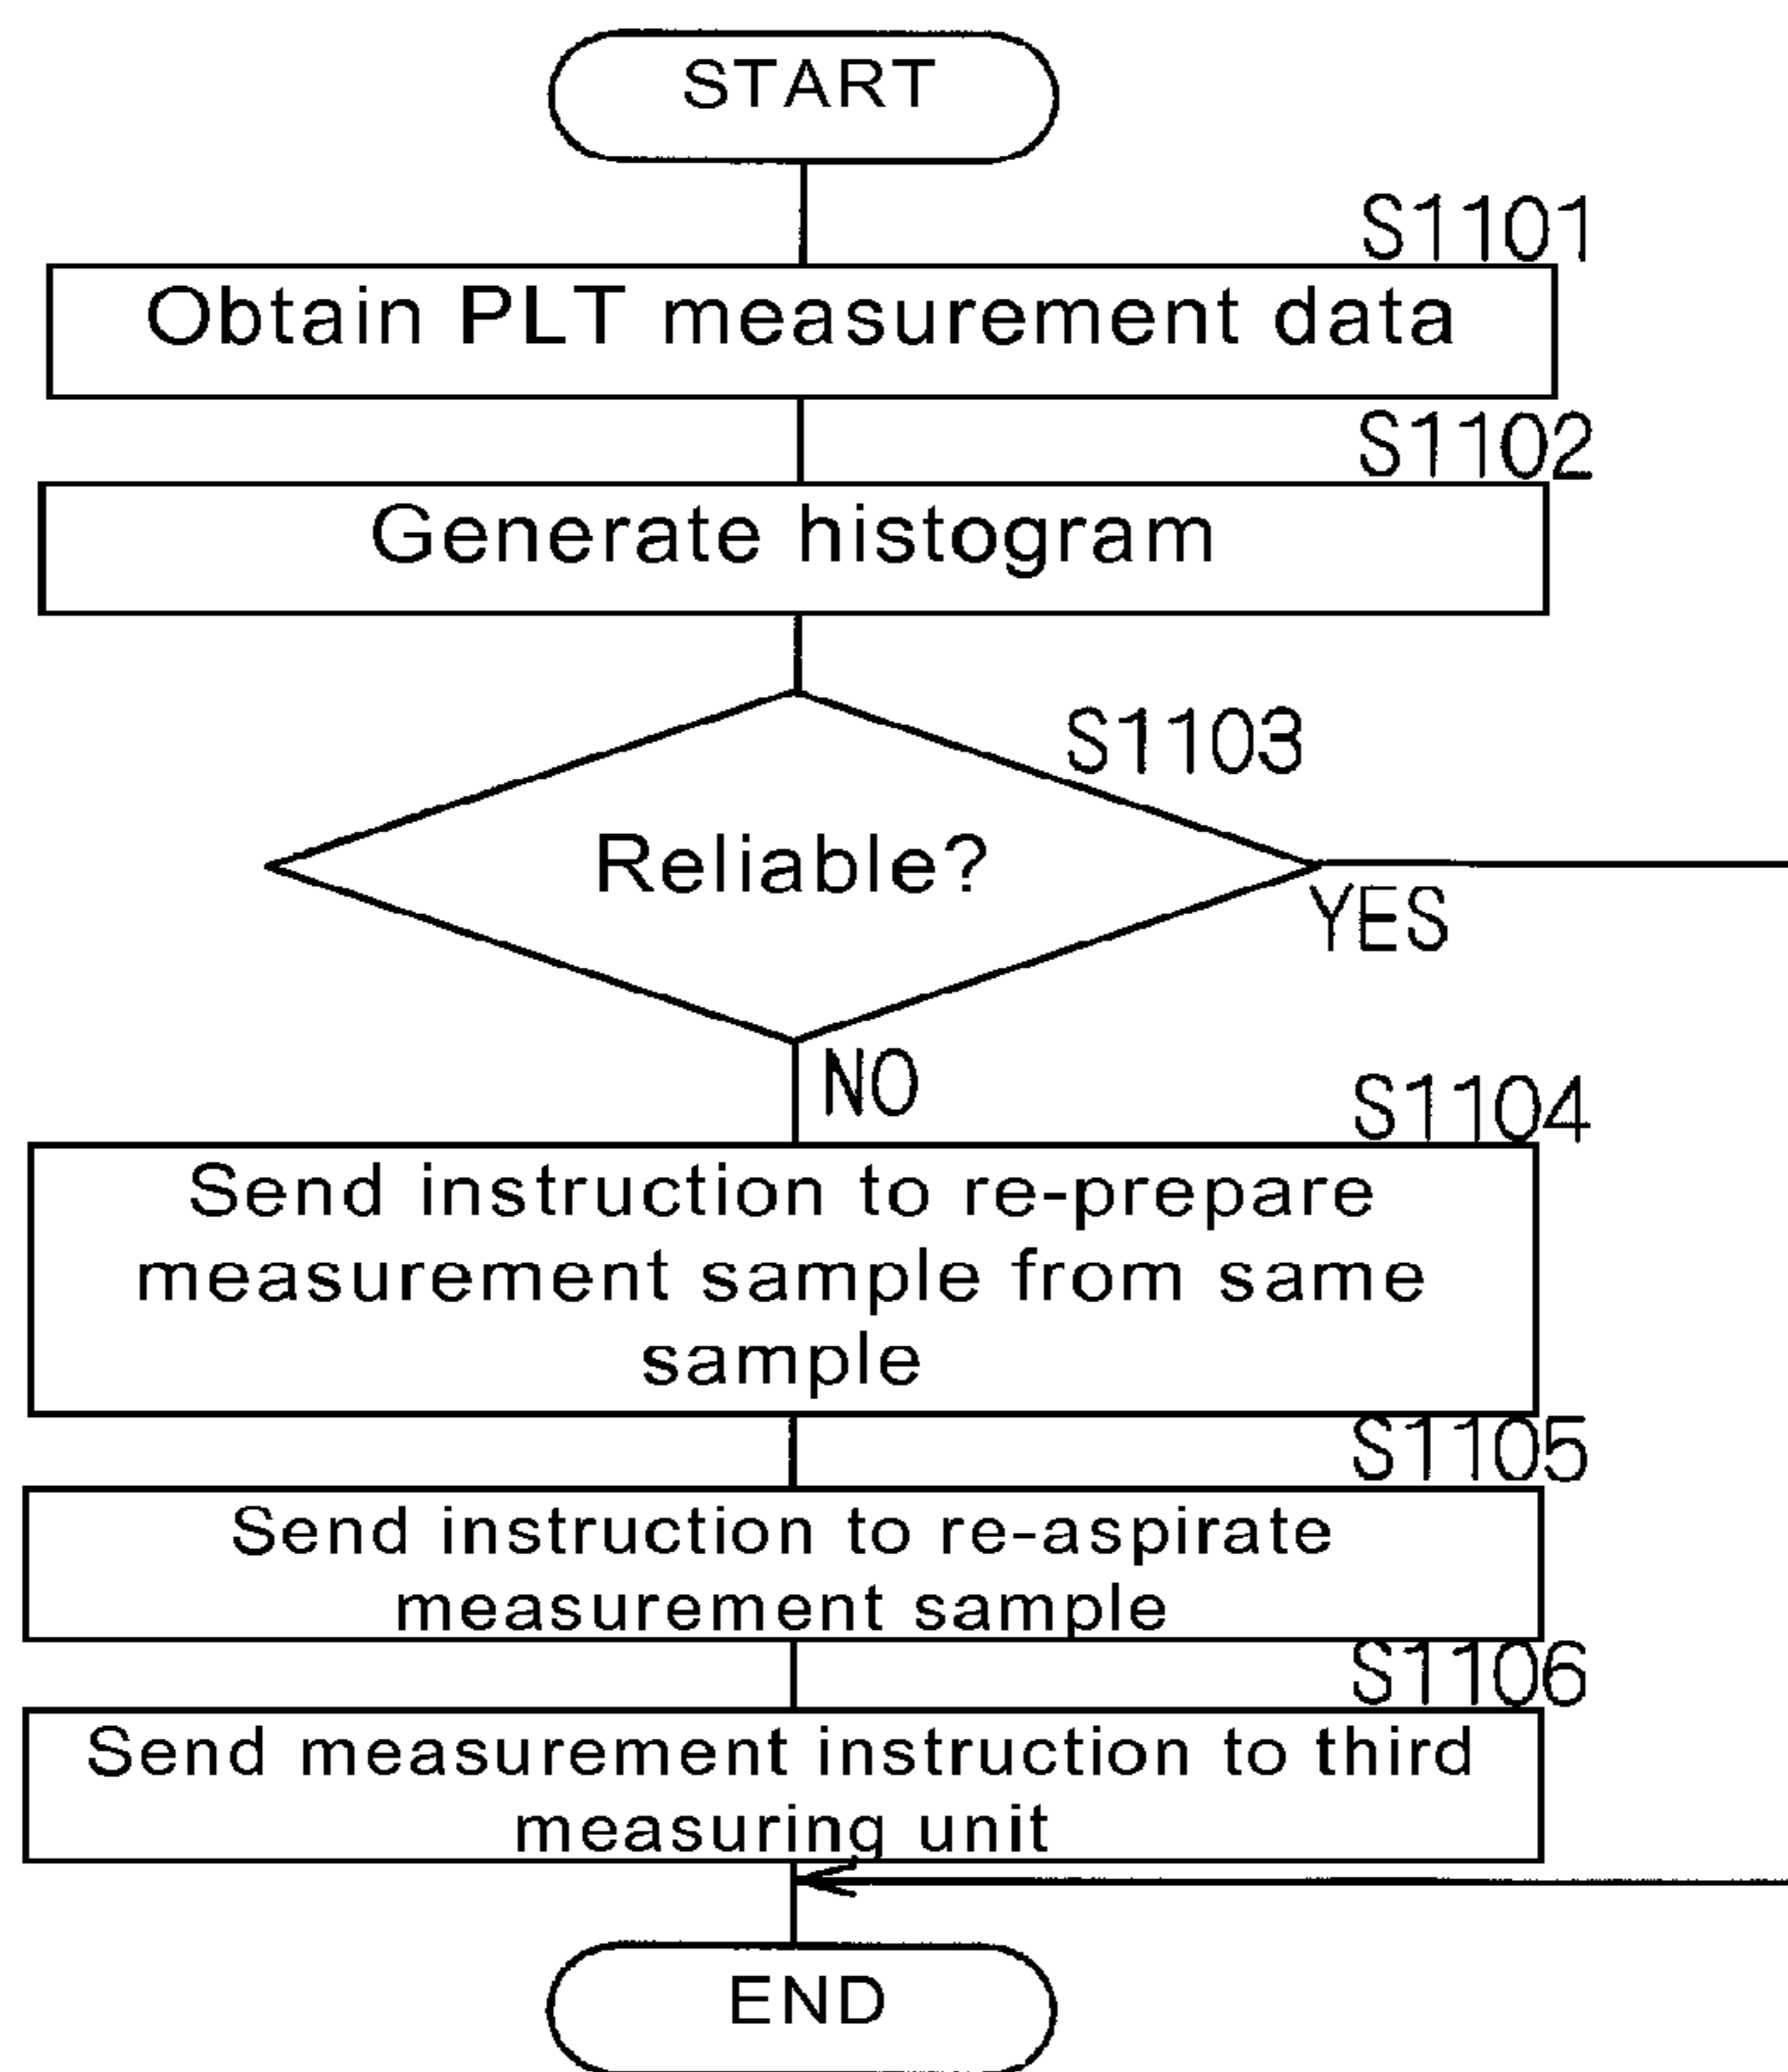 START
S1101
Obtain PLT measurement data
S1102
Generate histogram
S1103
Reliable?
YES
NO
S1104
Send instruction to re-prepare
measurement sample from same
sample
S1105
Send instruction to re-aspirate
measurement sample
S1106
Send measurement instruction to third
measuring unit
END